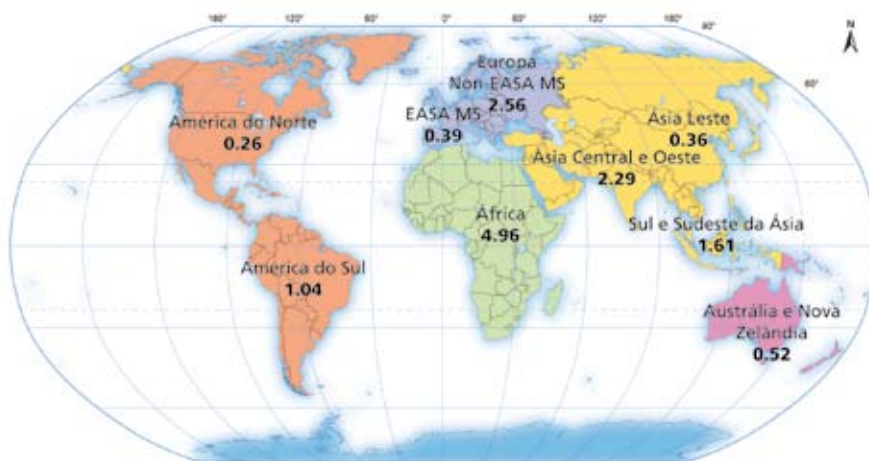 180°
120°
60°
0°
60°
120°
180°
90°
N
60°
Europa
Non EASA MS
2.56
EASA MS
0.39
América do Norte
0.26
Ásia Leste
0.36
Ásia Central e Oeste
2.29
África
4.96
Sul e Sudeste da Ásia
1.61
América do Sul
1.04
Austrália e Nova
Zelândia
0.52